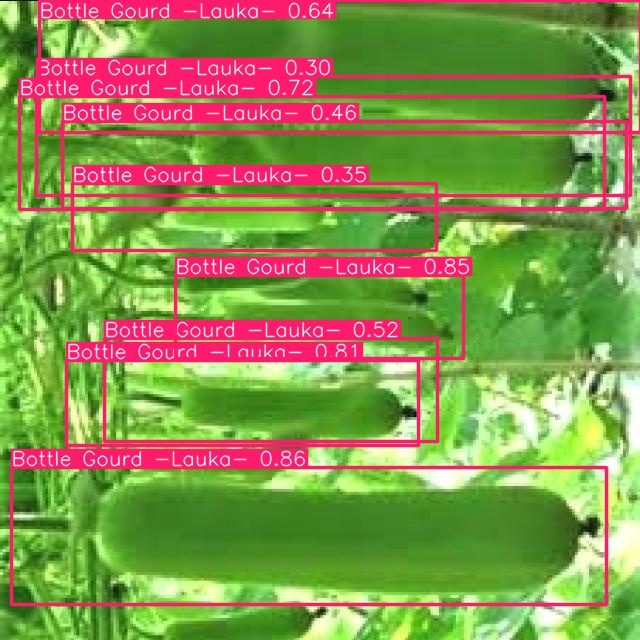 Bottle Gourd -Lauka- 0.64
Bottle Gourd -Lauka- 0.30
Bottle Gourd -Lauka- 0.72
Bottle Gourd -Lauka- 0.46
Bottle Gourd -Lauka- 0.35
Bottle Gourd -Lauka- 0.85
Bottle Gourd -Lauka- 0.52
Bottle Gourd -Lauka- 0.81
Bottle Gourd -Lauka- 0.86